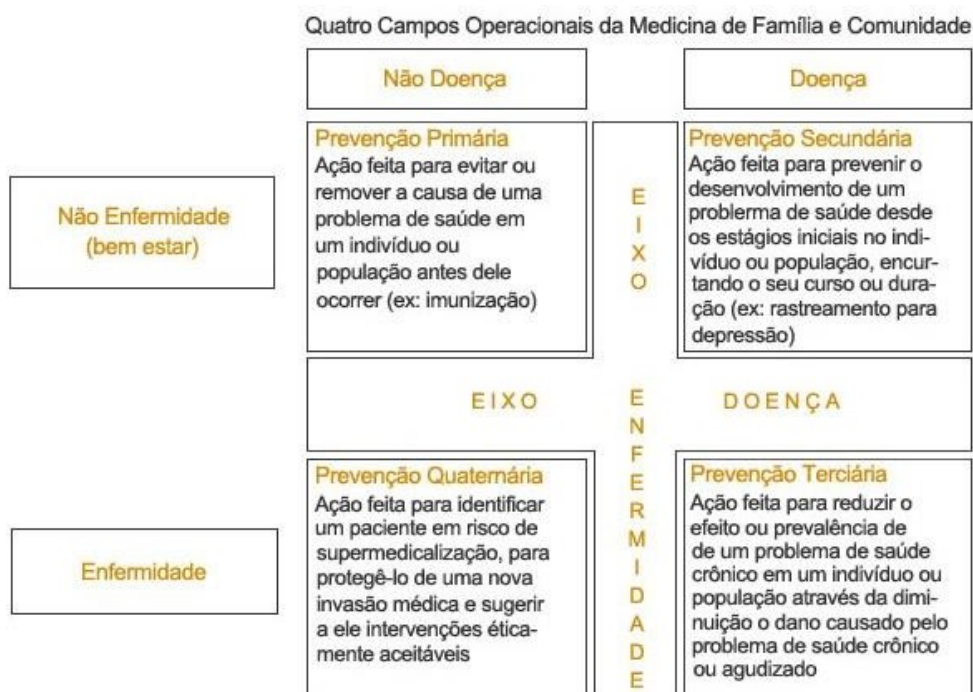 Quatro Campos Operacionais da Medicina de Família e Comunidade
Não Doença
Doença
Não Enfermidade
(bem estar)
Prevenção Primária
Ação feita para evitar ou
remover a causa de uma
problema de saúde em
um indivíduo ou
população antes dele
ocorrer (ex: imunização)
EIXO
Prevenção Secundária
Ação feita para prevenir o
desenvolvimento de um
problerma de saúde desde
os estágios iniciais no indi-
víduo ou população, encur-
tando o seu curso ou dura-
ção (ex: rastreamento para
depressão)
EIXO
DOENÇA
ENFERMIDADE
Enfermidade
Prevenção Quaternária
Ação feita para identificar
um paciente em risco de
supermedicalização, para
protegê-lo de uma nova
invasão médica e sugerir
a ele intervenções ética-
mente aceitáveis
Prevenção Terciária
Ação feita para reduzir o
efeito ou prevalência de
de um problema de saúde
crônico em um indivíduo ou
população através da dimi-
nuição o dano causado pelo
problema de saúde crônico
ou agudizado